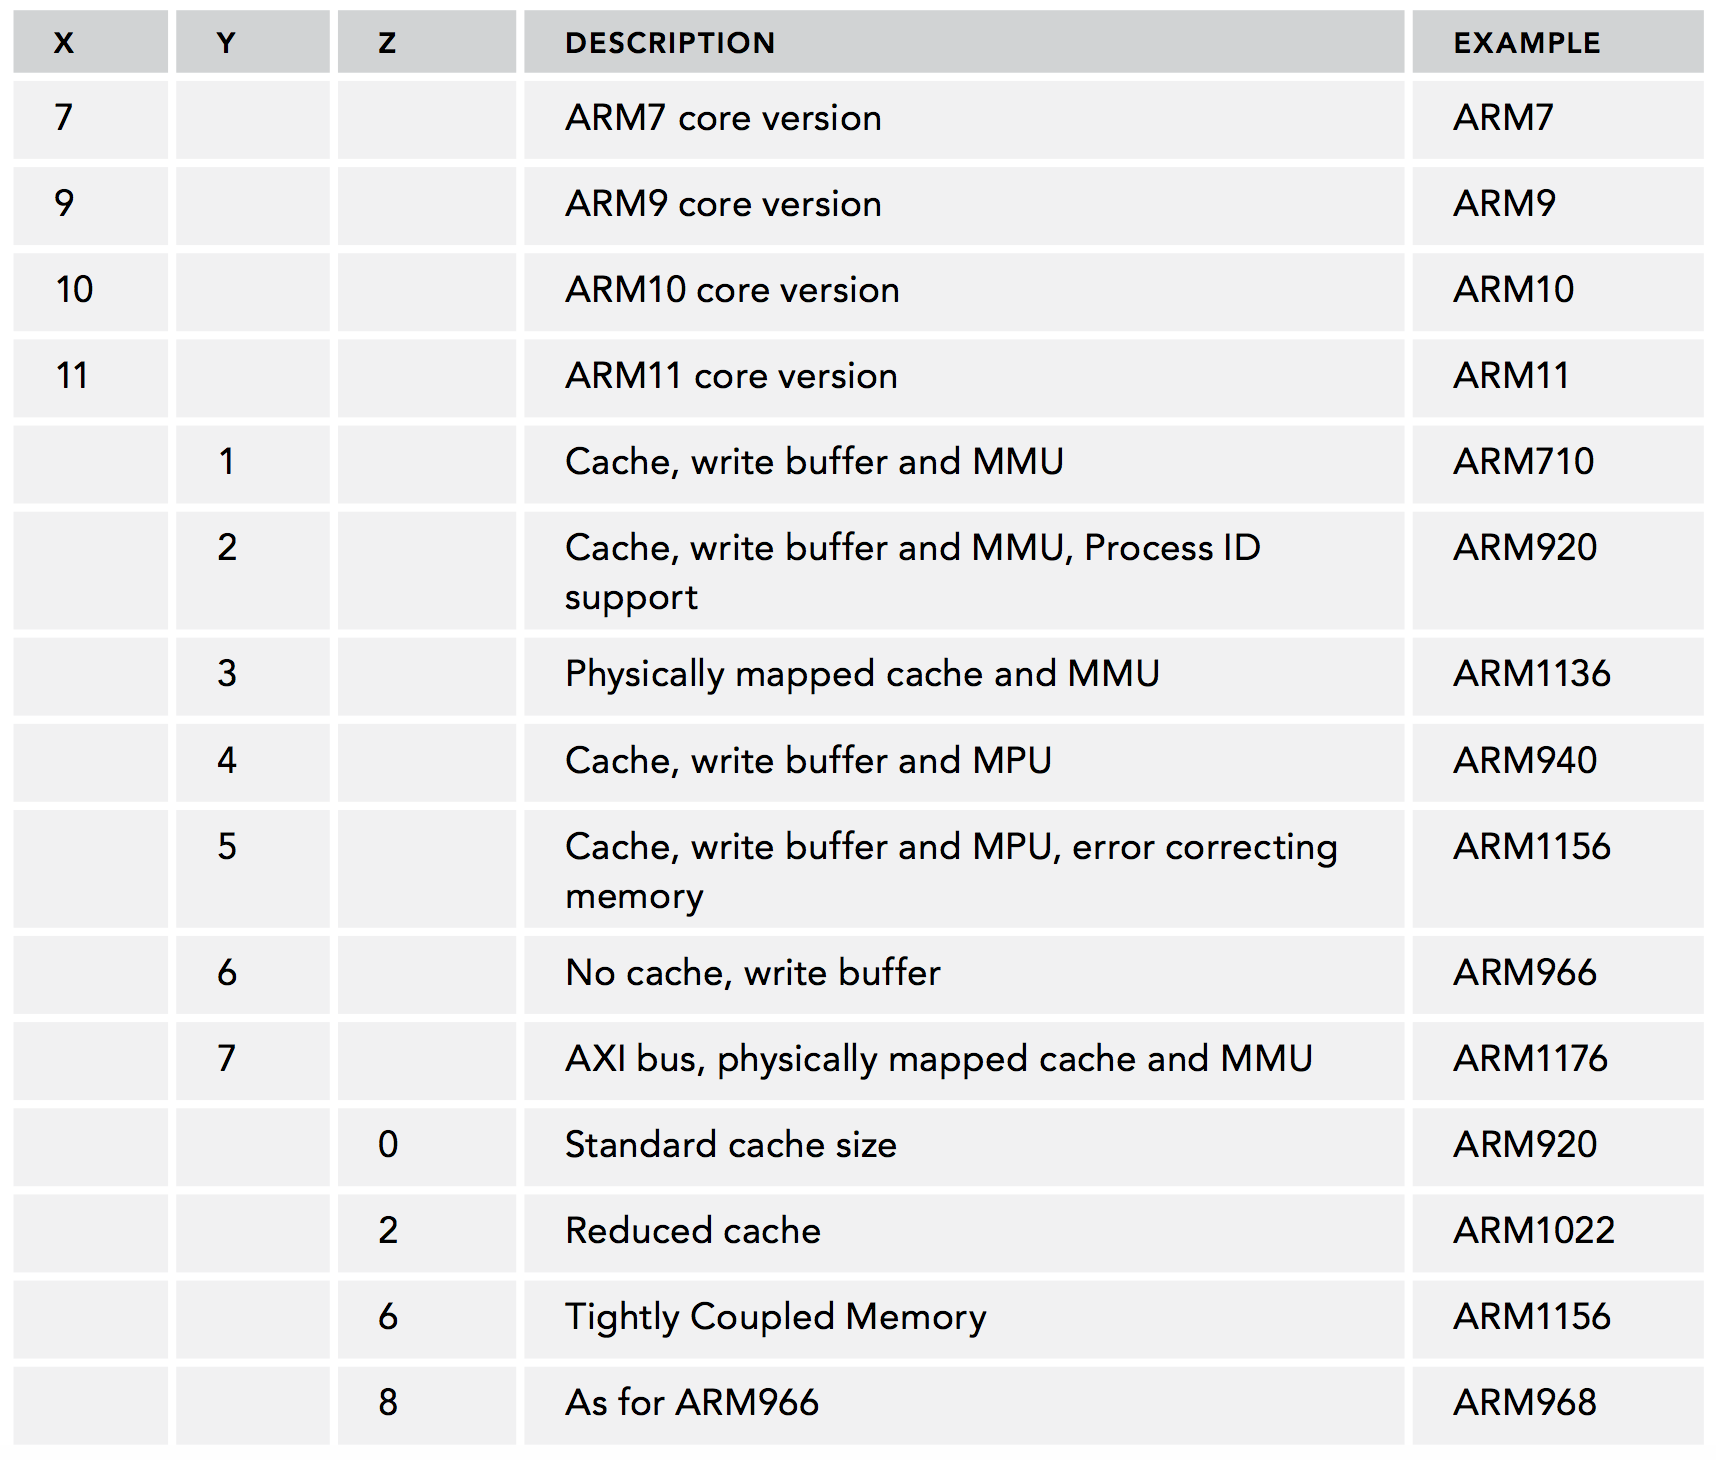 X Y Z DESCRIPTION EXAMPLE
7 ARM7 core version ARM7
9 ARM9 core version ARM9
10 ARM10 core version ARM10
11 ARM11 core version ARM11
1 Cache, write buffer and MMU ARM710
2 Cache, write buffer and MMU, Process ID ARM920
support
3 Physically mapped cache and MMU ARM1136
4 Cache, write buffer and MPU ARM940
5 Cache, write buffer and MPU, error correcting ARM1156
memory
6 No cache, write buffer ARM966
7 AXI bus, physically mapped cache and MMU ARM1176
0 Standard cache size ARM920
2 Reduced cache ARM1022
6 Tightly Coupled Memory ARM1156
8 As for ARM966 ARM968